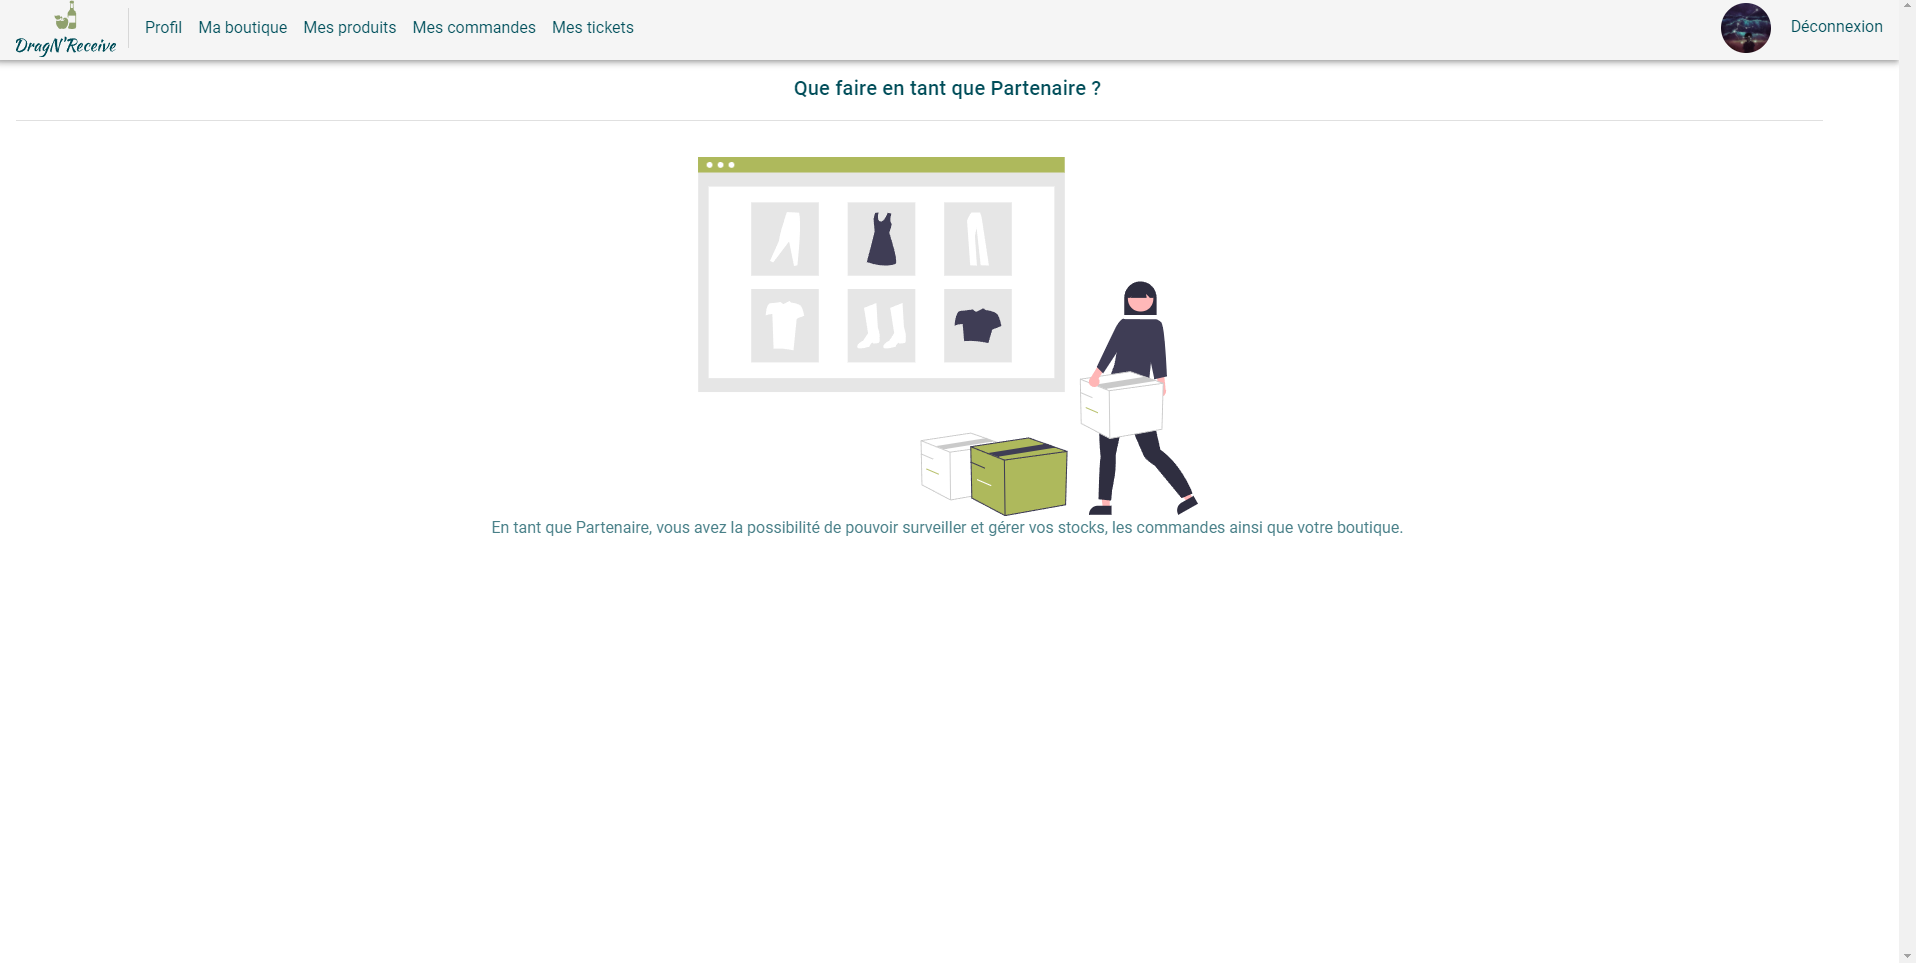 DragN'Receive
Profil
Ma boutique
Mes produits
Mes commandes
Mes tickets
Déconnexion
Que faire en tant que Partenaire ?
En tant que Partenaire, vous avez la possibilité de pouvoir surveiller et gérer vos stocks, les commandes ainsi que votre boutique.